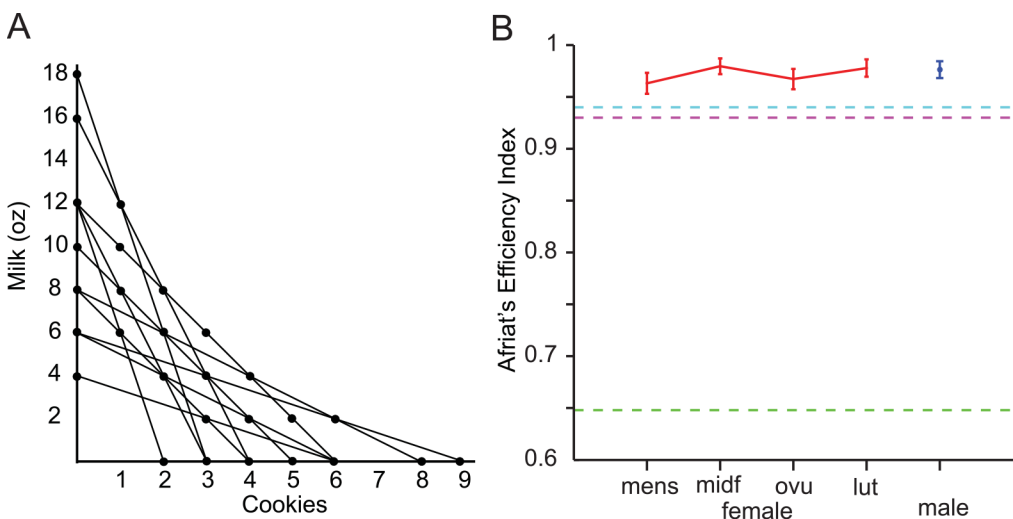 A
18
16
14
12
10
8
6
4
2
Milk (oz)
1 2 3 4 5 6 7 8 9
Cookies
B
1
0.9
0.8
0.7
0.6
Afriat's Efficiency Index
mens midf ovu lut
female male